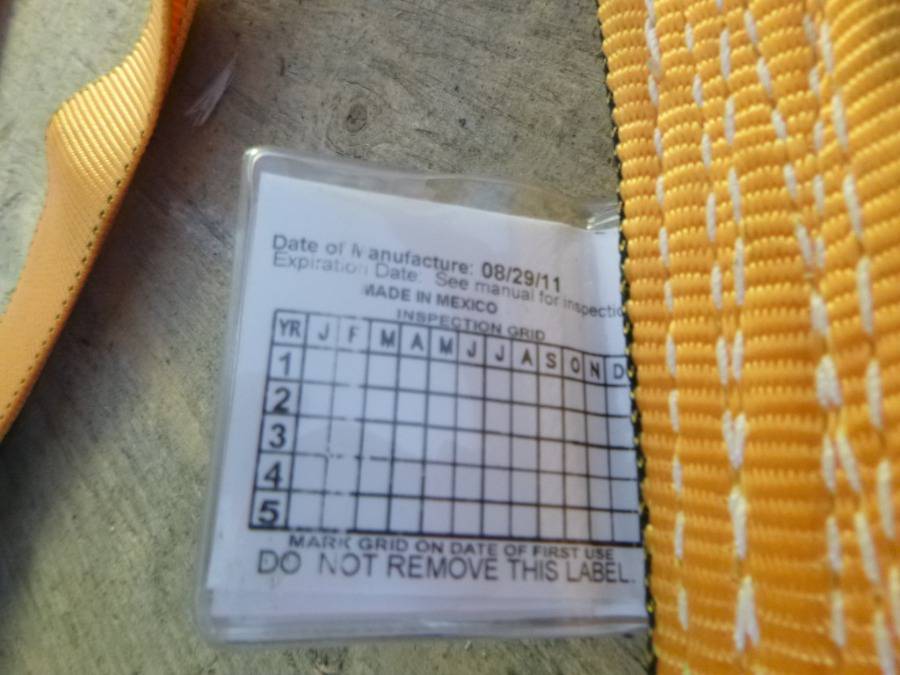 Date of Manufacture: 08/29/11
Expiration Date: See manual for inspectio
MADE IN MEXICO
INSPECTION GRID
YR J F M A M J J A S O N D
1
2
3
4
5
MARK GRID ON DATE OF FIRST USE
DO NOT REMOVE THIS LABEL.